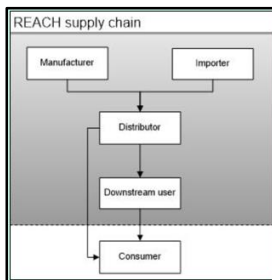 REACH supply chain
Manufacturer
Importer
Distributor
Downstream user
Consumer